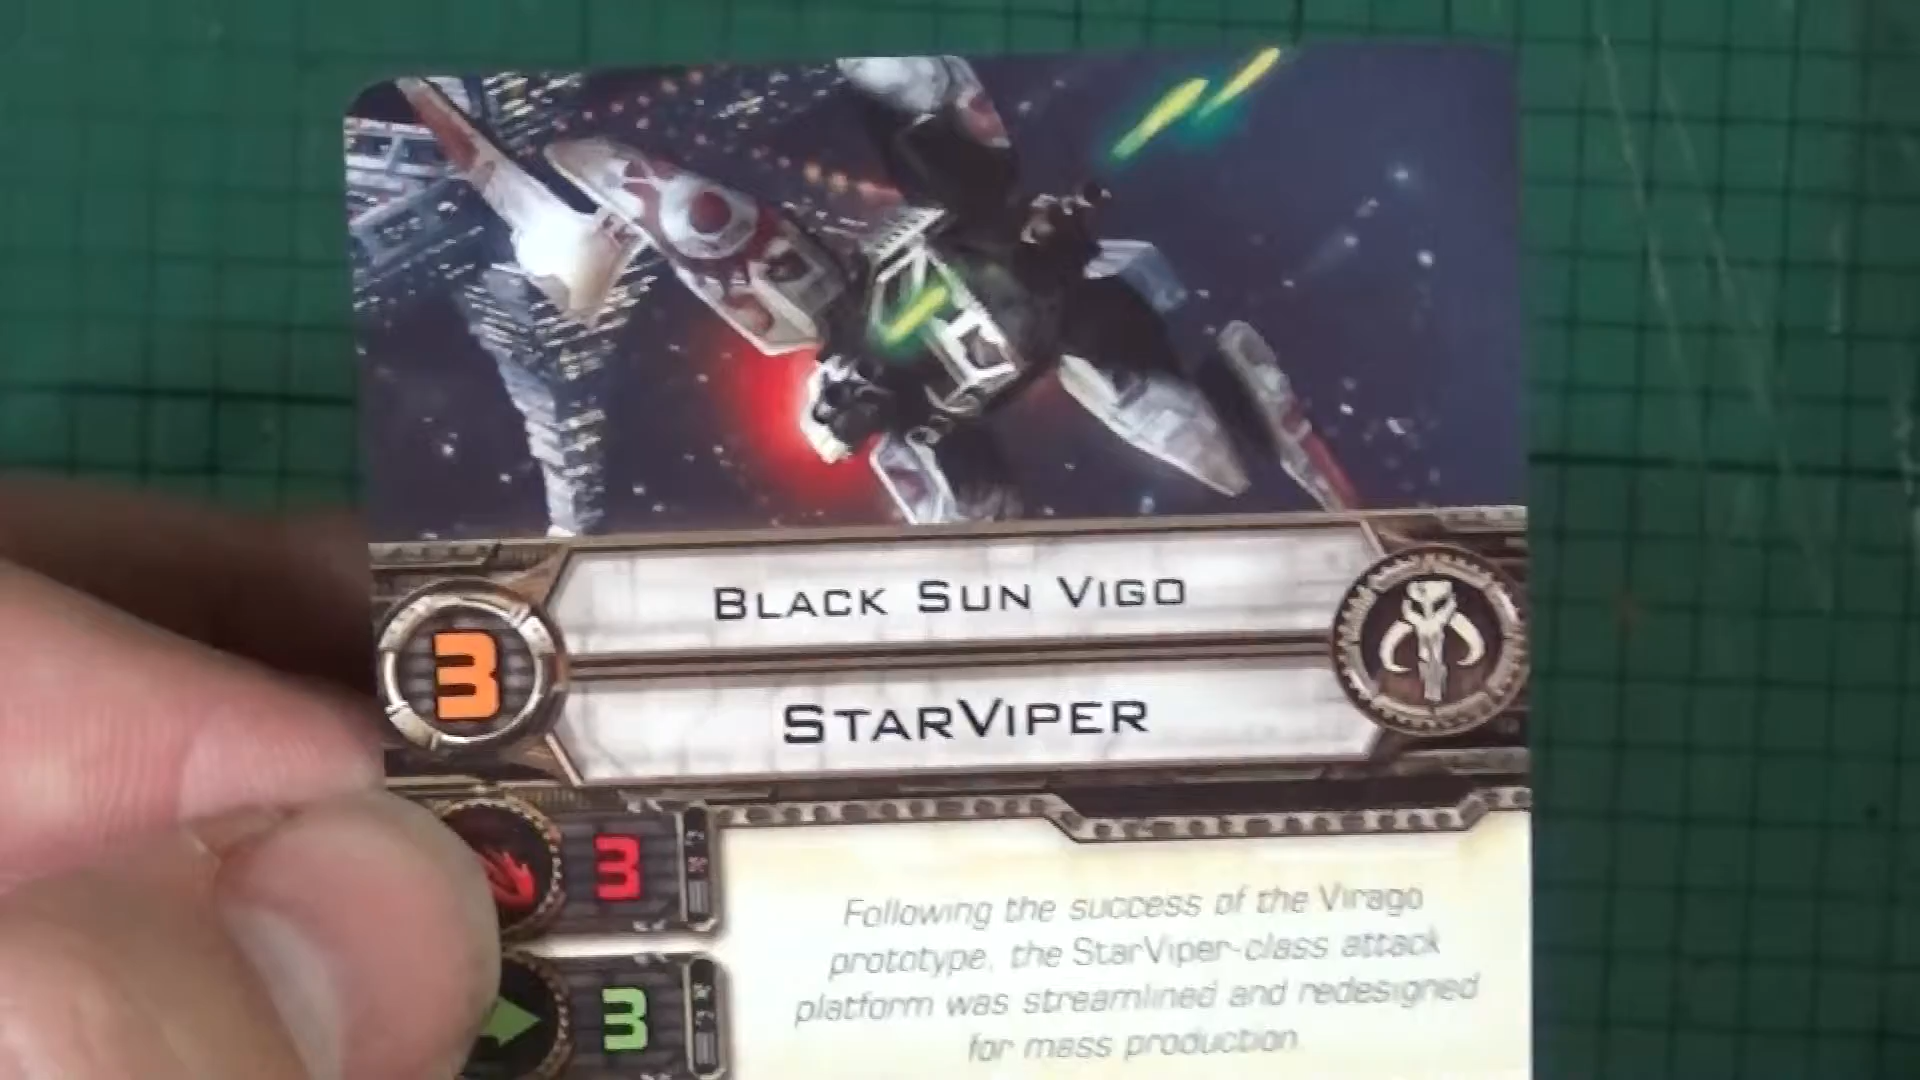 BLACK SUN VIGO
3
STARVIPER
3
Following the success of the Virago
prototype, the StarViper-class attack
3
platform was streamlined and redesigned
for mass production.